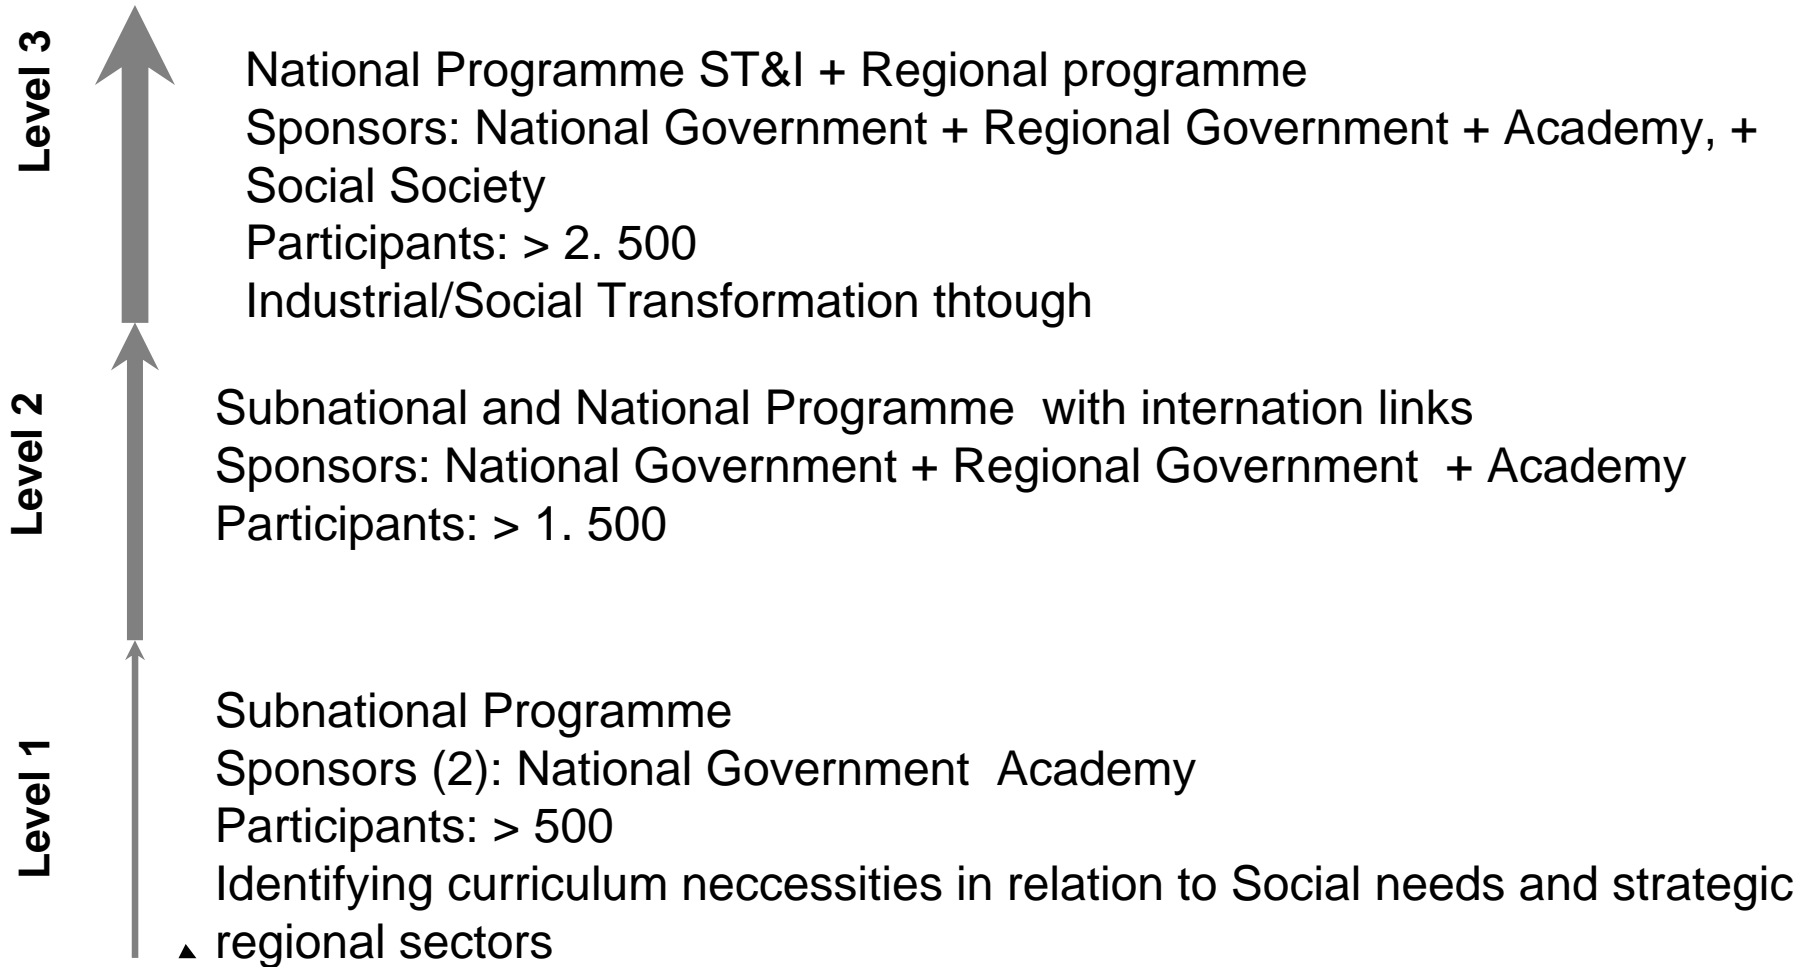 Level 3
National Programme ST&I + Regional programme
Sponsors: National Government + Regional Government + Academy, +
Social Society
Participants: > 2. 500
Industrial/Social Transformation thtough
Level 2
Subnational and National Programme  with internation links
Sponsors: National Government + Regional Government  + Academy
Participants: > 1. 500
Level 1
Subnational Programme
Sponsors (2): National Government  Academy
Participants: > 500
Identifying curriculum neccessities in relation to Social needs and strategic
regional sectors